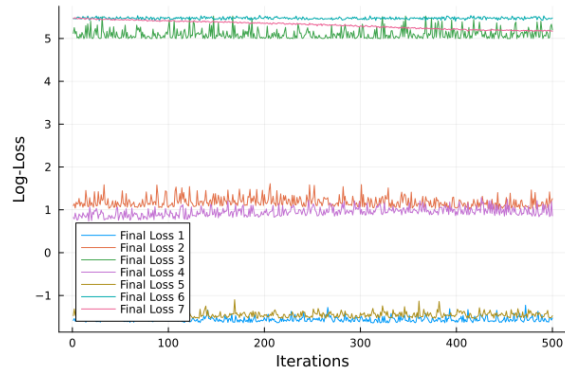 5
4
3
2
1
0
−1
Log-Loss
Final Loss 1
Final Loss 2
Final Loss 3
Final Loss 4
Final Loss 5
Final Loss 6
Final Loss 7
0 100 200 300 400 500
Iterations